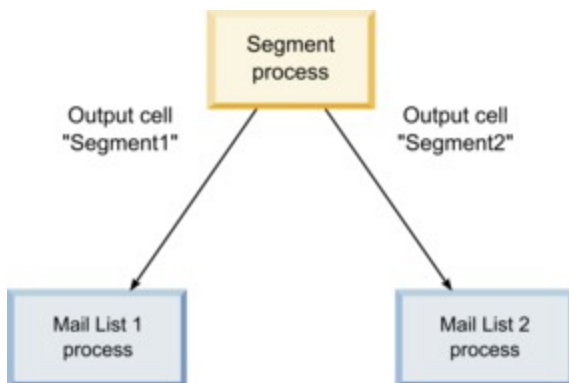 Segment
process
Output cell
"Segment1"
Output cell
"Segment2"
Mail List 1
process
Mail List 2
process